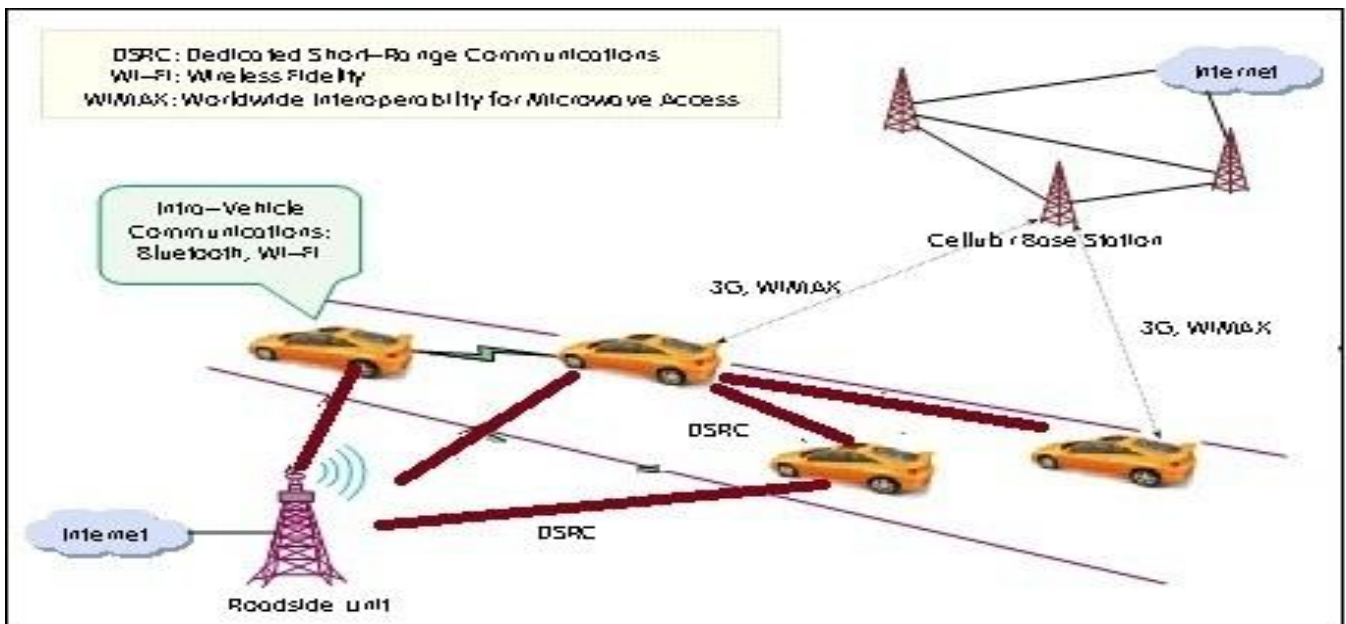 DSRC: Dedicated Short-Range Communications
WI-FI: Wireless Fidelity
WIMAX: Worldwide Interoperability for Microwave Access
Internet
Intra-Vehicle
Communications:
Bluetooth, WI-FI
Cellular Base Station
3G, WIMAX
3G, WIMAX
DSRC
DSRC
Internet
Roadside unit